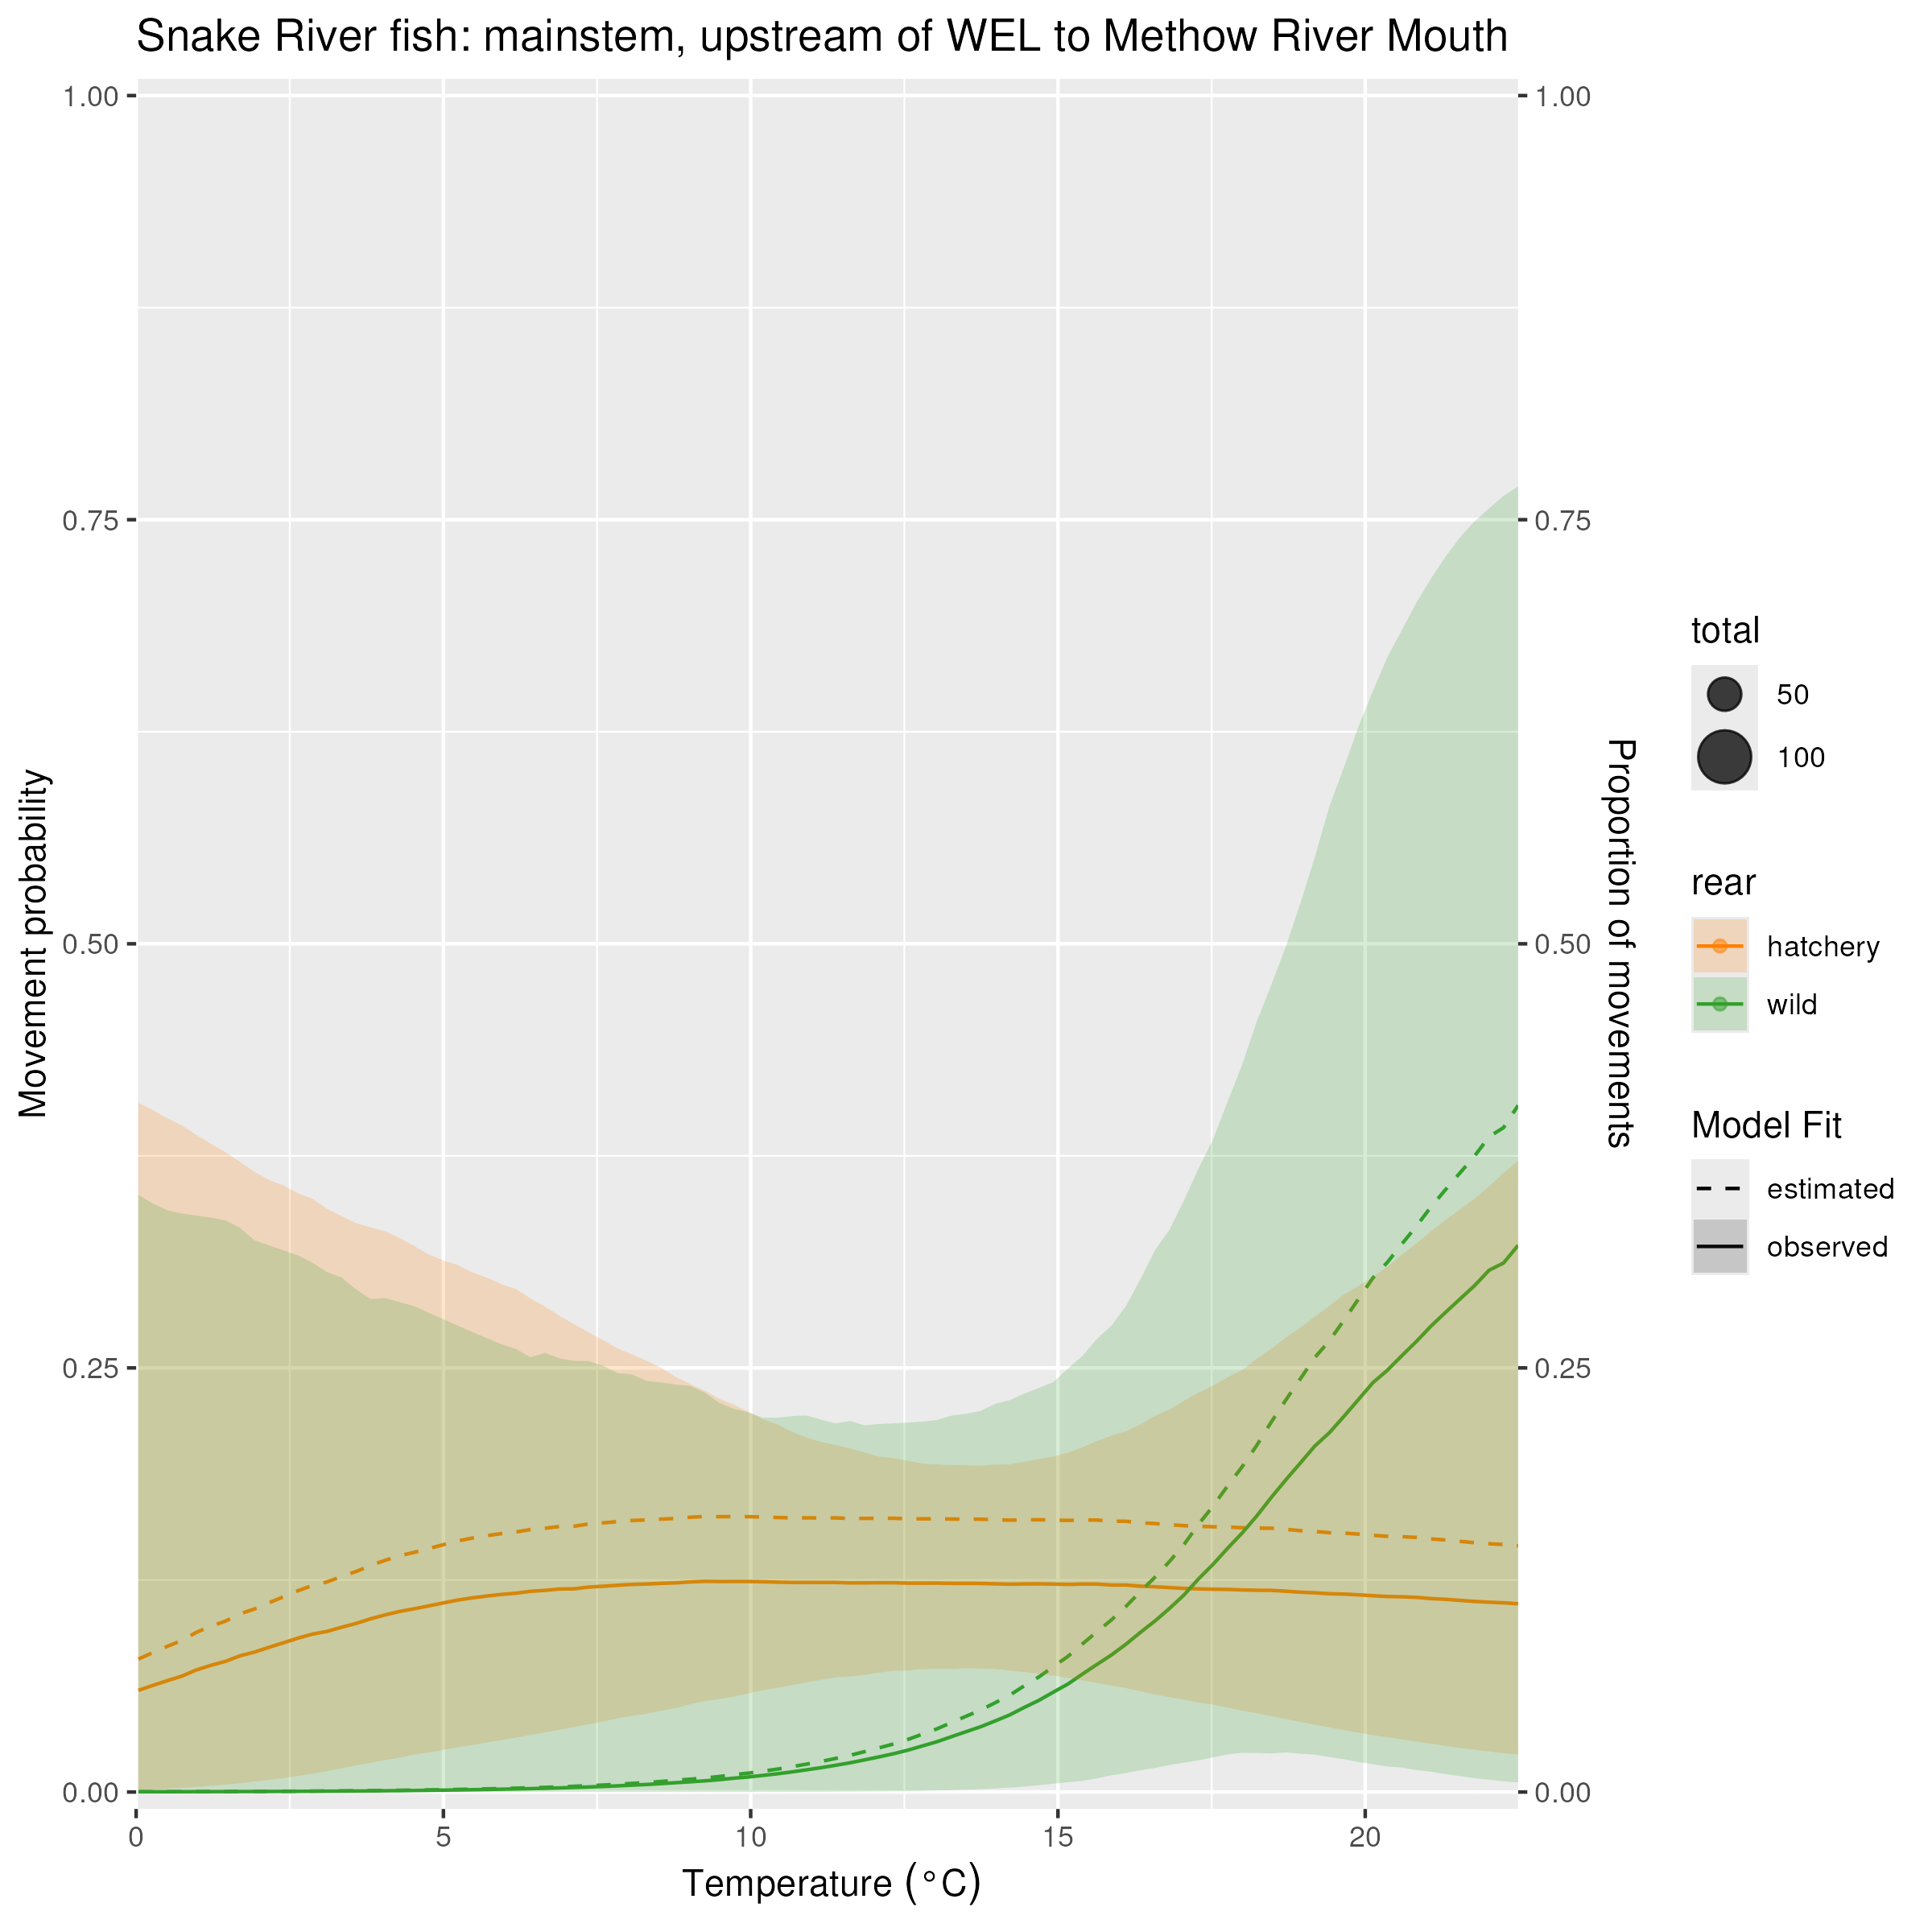 Snake River fish: mainstem, upstream of WEL to Methow River Mouth
1.00
0.75
0.50
0.25
0.00
Movement probability
0
5
10
15
20
Temperature (°C)
1.00
0.75
0.50
0.25
0.00
Proportion of movements
total
50
100
rear
hatchery
wild
Model Fit
estimated
observed